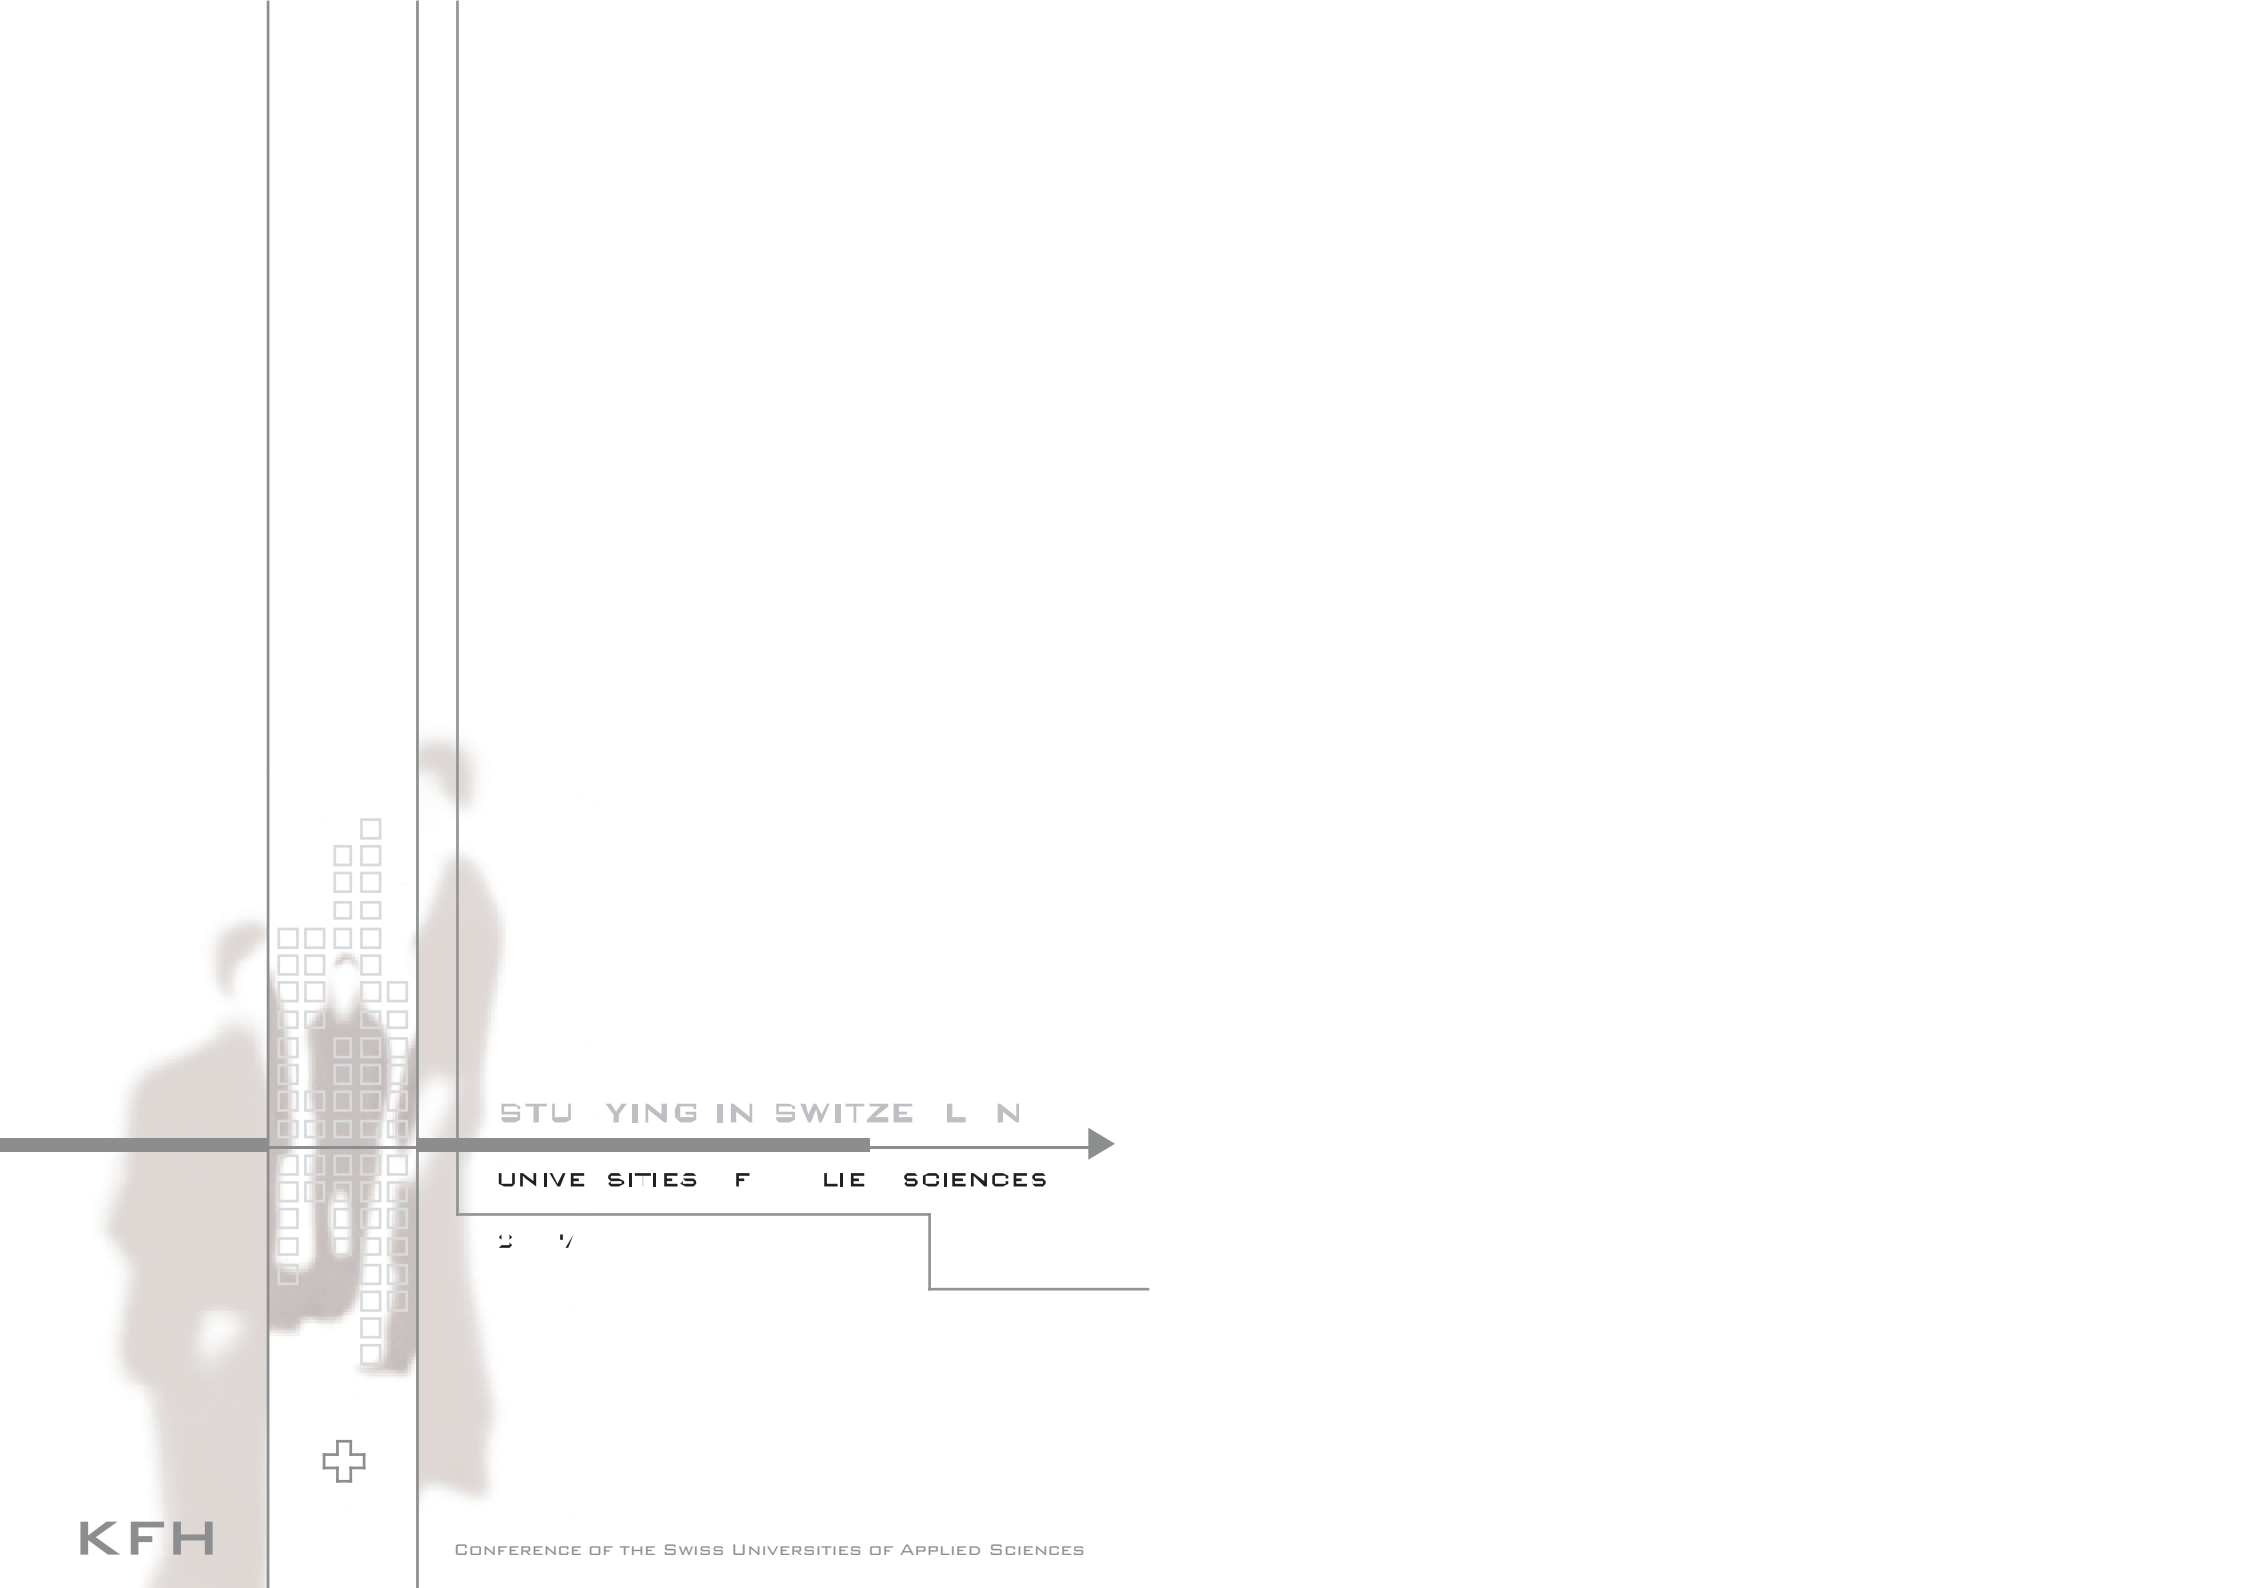 STU YING IN SWITZE L N
UNIVE SITIES F LIE SCIENCES
KFH
Conference of the Swiss Universities of Applied Sciences